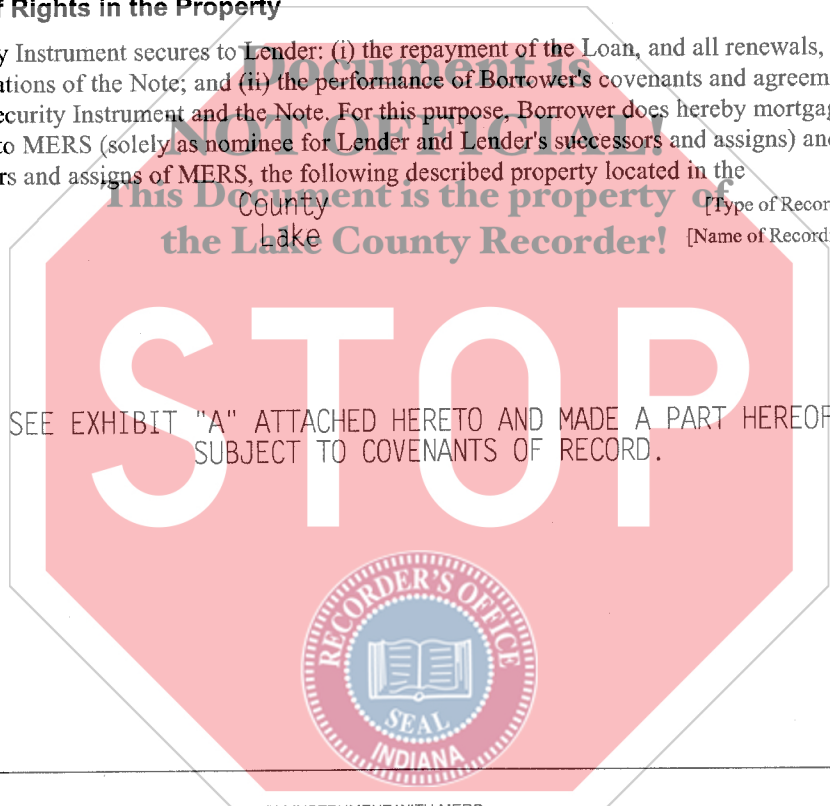 f Rights in the Property
y Instrument secures to Lender: (i) the repayment of the Loan, and all renewals,
ations of the Note; and (ii) the performance of Borrower's covenants and agreem
ecurity Instrument and the Note. For this purpose, Borrower does hereby mortgag
to MERS (solely as nominee for Lender and Lender's successors and assigns) and
rs and assigns of MERS, the following described property located in the
County [Type of Recor
Lake [Name of Recordi
Document is
NOT OFFICIAL!
This Document is the property of
the Lake County Recorder!
STOP
SEE EXHIBIT "A" ATTACHED HERETO AND MADE A PART HEREOF
SUBJECT TO COVENANTS OF RECORD.
RECORDER'S OFFICE
SEAL
INDIANA